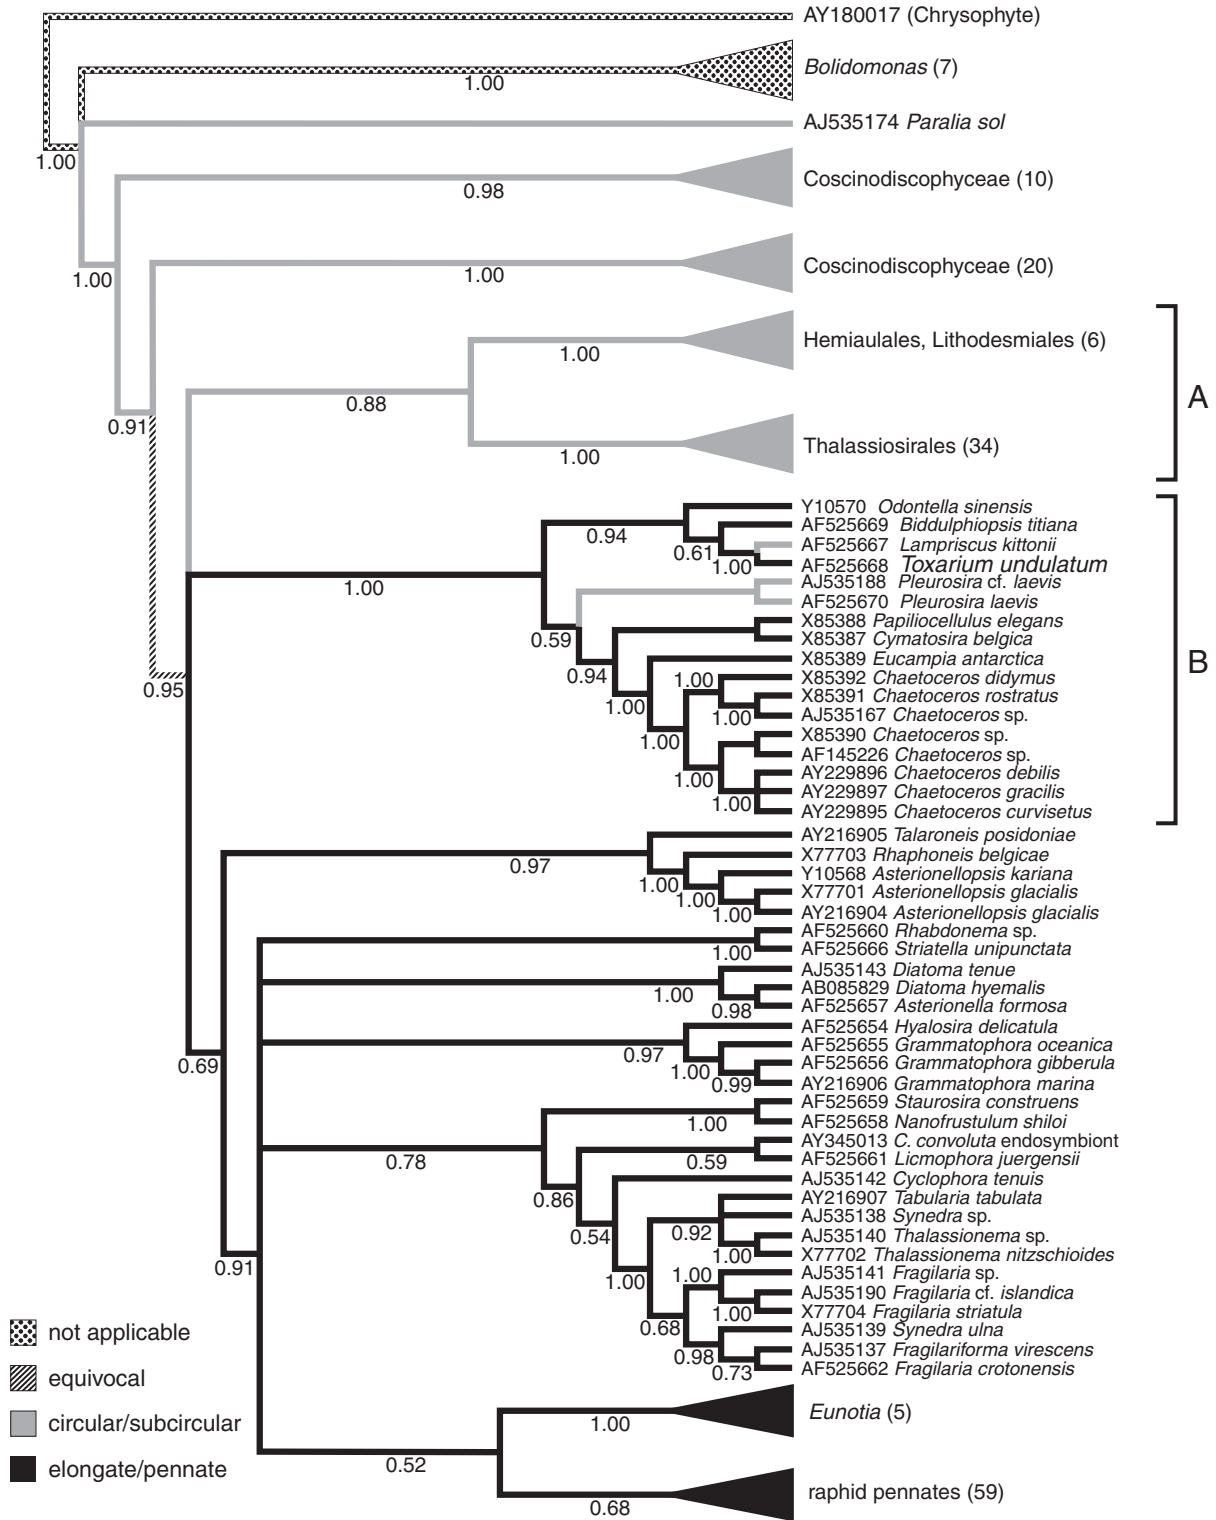 AY180017 (Chrysophyte)
Bolidomonas (7)
1.00
AJ535174 Paralia sol
1.00
Coscinodiscophyceae (10)
0.98
Coscinodiscophyceae (20)
1.00
1.00
Hemiaulales, Lithodesmiales (6)
1.00
A
0.88
0.91
Thalassiosirales (34)
1.00
Y10570 Odontella sinensis
AF525669 Biddulphiopsis titiana
0.94
AF525667 Lampriscus kittonii
0.61
AF525668 Toxarium undulatum
1.00
AJ535188 Pleurosira cf. laevis
1.00
AF525670 Pleurosira laevis
X85388 Papiliocellulus elegans
X85387 Cymatosira belgica
0.59
X85389 Eucampia antarctica
B
0.94
X85392 Chaetoceros didymus
1.00
0.95
X85391 Chaetoceros rostratus
1.00
AJ535167 Chaetoceros sp.
1.00
X85390 Chaetoceros sp.
1.00
AF145226 Chaetoceros sp.
AY229896 Chaetoceros debilis
1.00
AY229897 Chaetoceros gracilis
1.00
AY229895 Chaetoceros curvisetus
AY216905 Talaroneis posidoniae
X77703 Rhaphoneis belgicae
0.97
Y10568 Asterionellopsis kariana
1.00
X77701 Asterionellopsis glacialis
1.00
AY216904 Asterionellopsis glacialis
1.00
AF525660 Rhabdonema sp.
AF525666 Striatella unipunctata
1.00
AJ535143 Diatoma tenue
AB085829 Diatoma hyemalis
1.00
AF525657 Asterionella formosa
0.98
AF525654 Hyalosira delicatula
AF525655 Grammatophora oceanica
0.97
AF525656 Grammatophora gibberula
0.69
1.00
AY216906 Grammatophora marina
0.99
AF525659 Staurosira construens
AF525658 Nanofrustulum shiloi
1.00
AY345013 C. convoluta endosymbiont
AF525661 Licmophora juergensii
0.78
0.59
AJ535142 Cyclophora tenuis
AY216907 Tabularia tabulata
0.86
AJ535138 Synedra sp.
AJ535140 Thalassionema sp.
0.54
0.92
X77702 Thalassionema nitzschioides
1.00
0.91
AJ535141 Fragilaria sp.
1.00
1.00
AJ535190 Fragilaria cf. islandica
X77704 Fragilaria striatula
1.00
AJ535139 Synedra ulna
0.68
AJ535137 Fragilariforma virescens
0.98
AF525662 Fragilaria crotonensis
0.73
not applicable
equivocal
circular/subcircular
elongate/pennate
Eunotia (5)
1.00
0.52
raphid pennates (59)
0.68